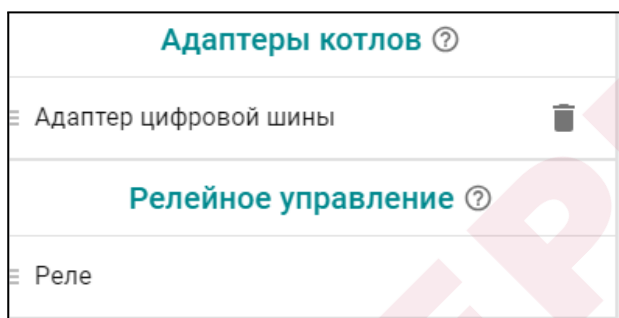 Адаптеры котлов
Адаптер цифровой шины
Релейное управление
Реле